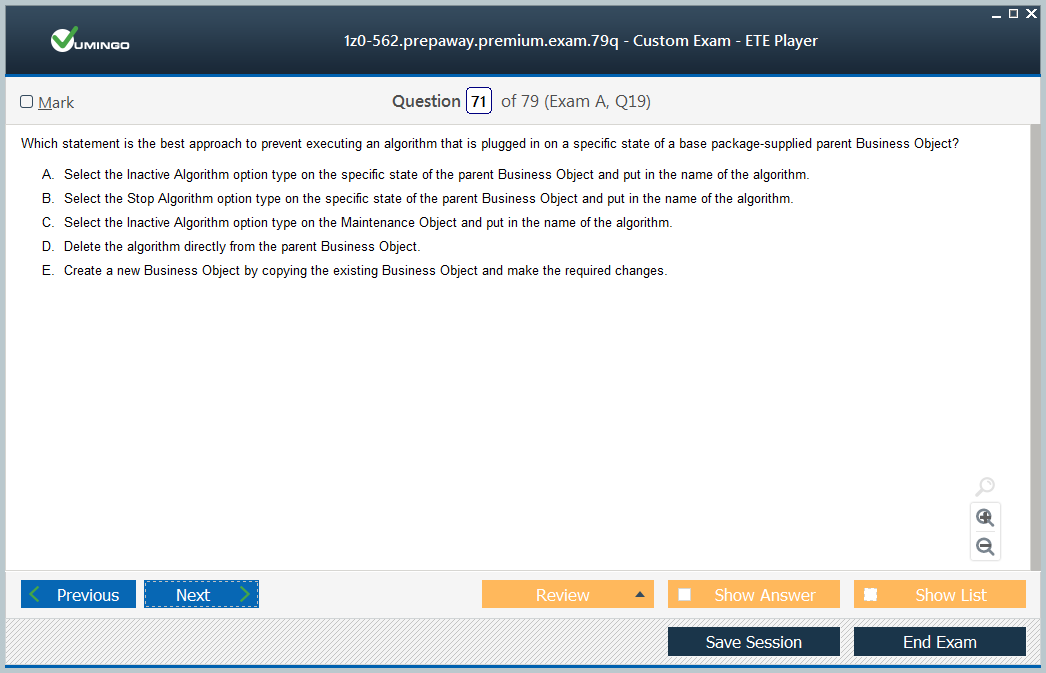 VUMINGO
1z0-562.prepaway.premium.exam.79q - Custom Exam - ETE Player
Mark
Question 71 of 79 (Exam A, Q19)
Which statement is the best approach to prevent executing an algorithm that is plugged in on a specific state of a base package-supplied parent Business Object?
A. Select the Inactive Algorithm option type on the specific state of the parent Business Object and put in the name of the algorithm.
B. Select the Stop Algorithm option type on the specific state of the parent Business Object and put in the name of the algorithm.
C. Select the Inactive Algorithm option type on the Maintenance Object and put in the name of the algorithm.
D. Delete the algorithm directly from the parent Business Object.
E. Create a new Business Object by copying the existing Business Object and make the required changes.
Previous Next Review Show Answer Show List
Save Session End Exam